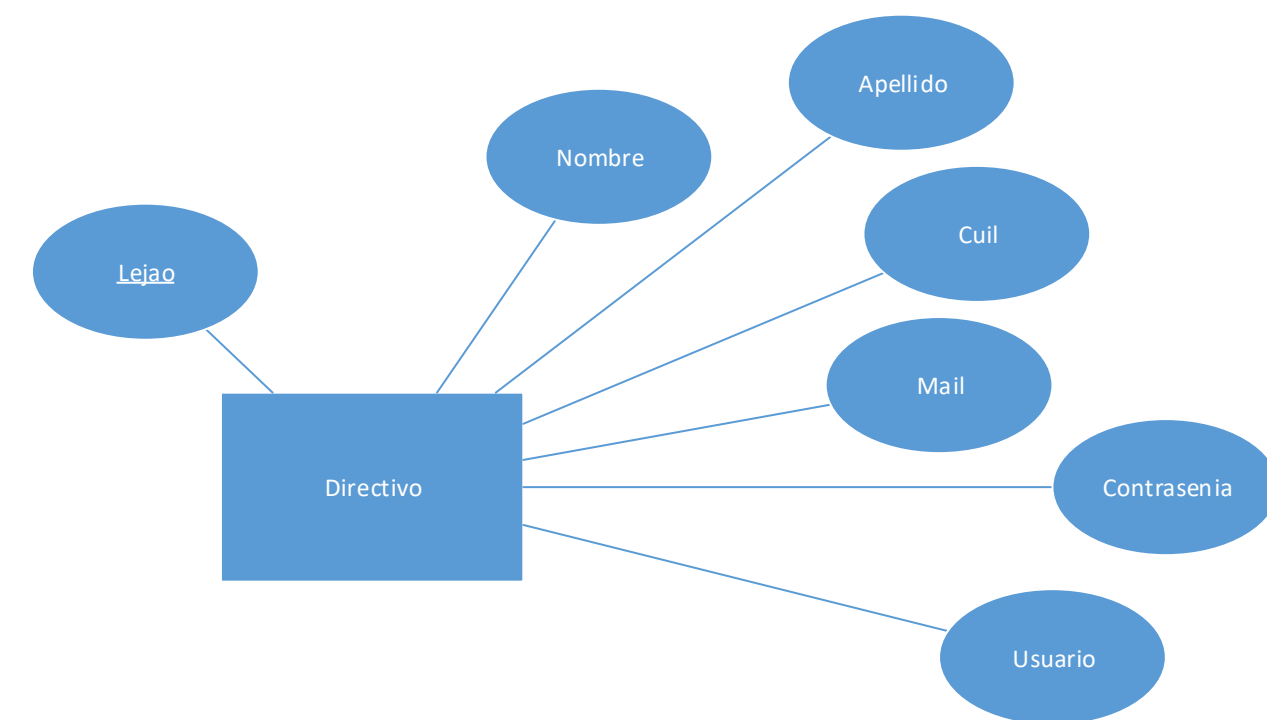 Apellido
Nombre
Cuil
Lejao
Mail
Directivo
Contrasenia
Usuario